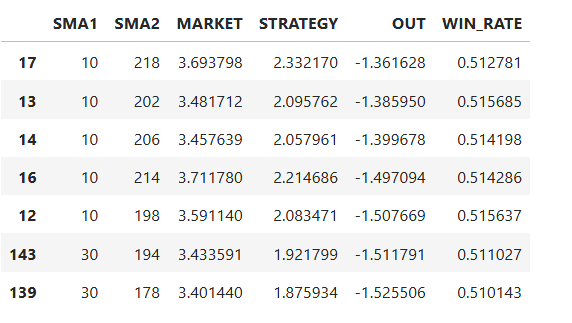 SMA1 SMA2 MARKET STRATEGY OUT WIN_RATE
17 10 218 3.693798 2.332170 -1.361628 0.512781
13 10 202 3.481712 2.095762 -1.385950 0.515685
14 10 206 3.457639 2.057961 -1.399678 0.514198
16 10 214 3.711780 2.214686 -1.497094 0.514286
12 10 198 3.591140 2.083471 -1.507669 0.515637
143 30 194 3.433591 1.921799 -1.511791 0.511027
139 30 178 3.401440 1.875934 -1.525506 0.510143